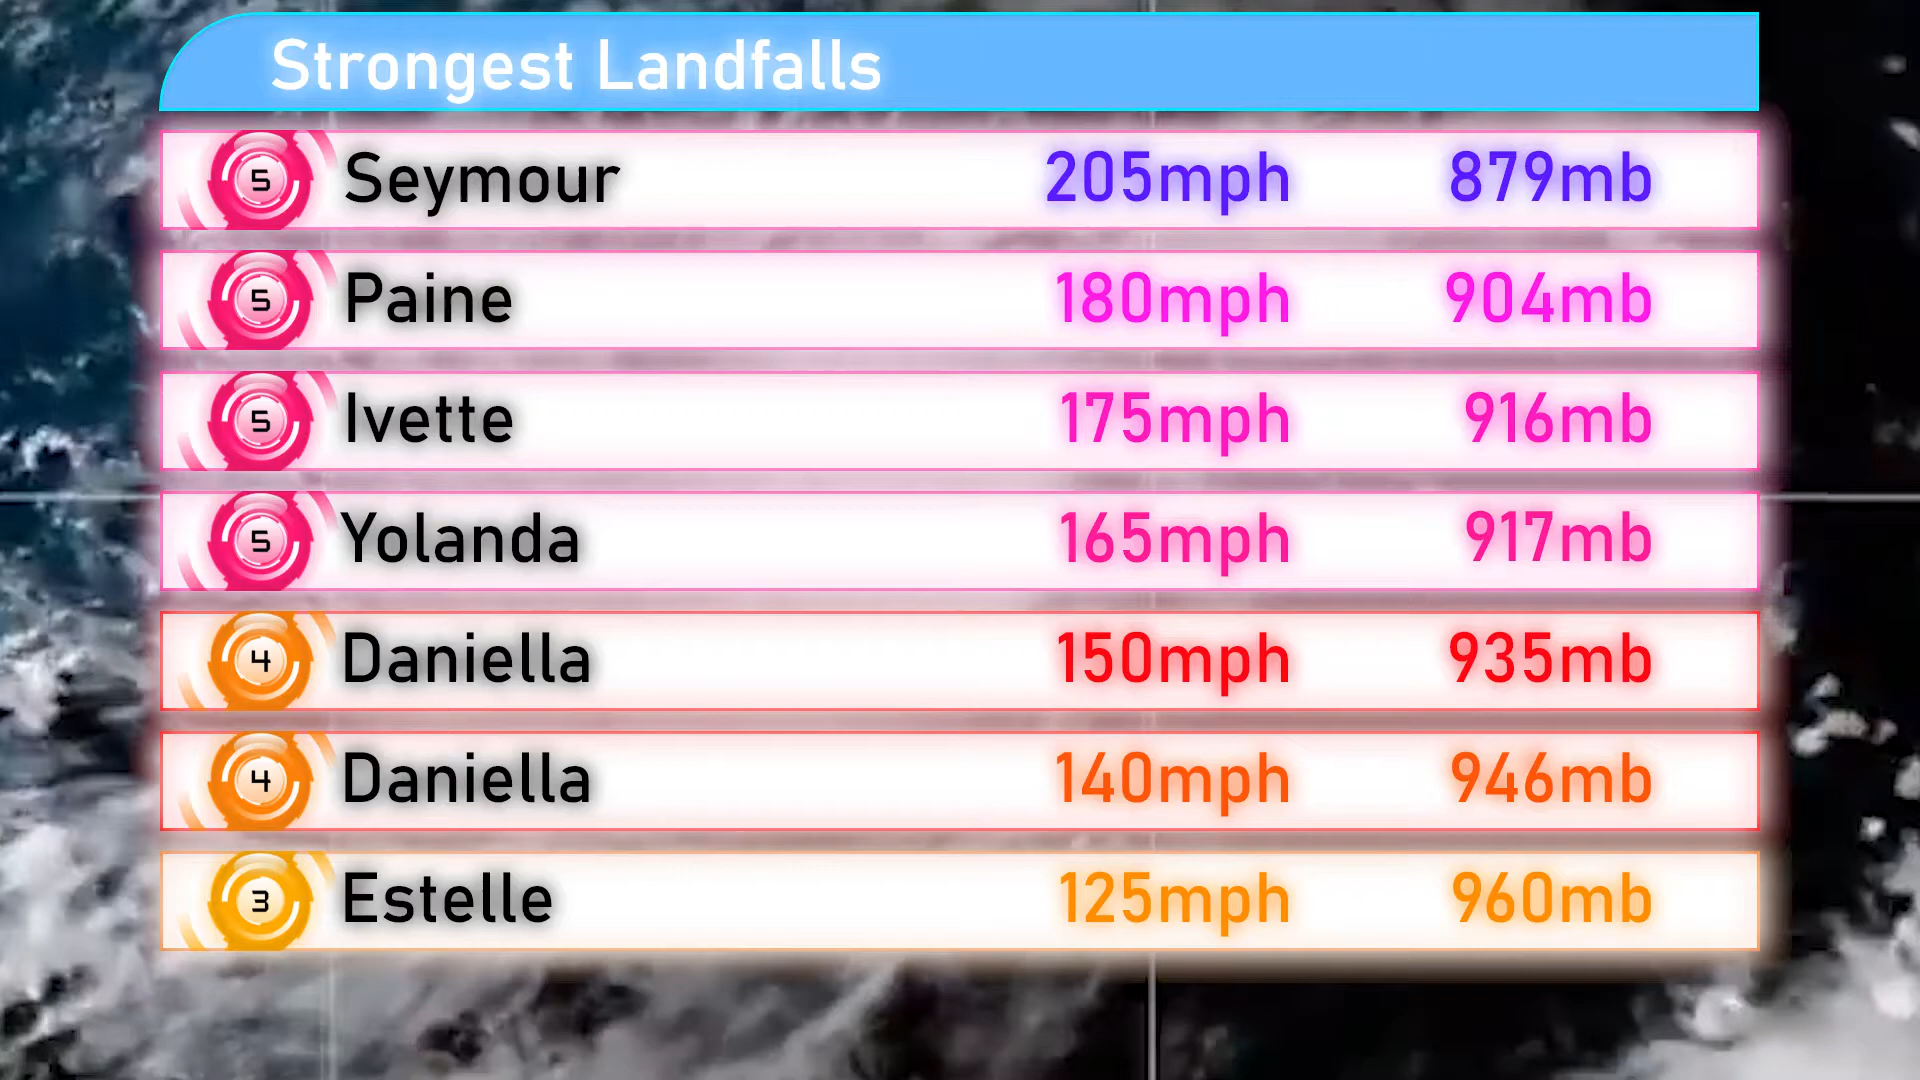 Strongest Landfalls
5 Seymour 205mph 879mb
5 Paine 180mph 904mb
5 Ivette 175mph 916mb
5 Yolanda 165mph 917mb
4 Daniella 150mph 935mb
4 Daniella 140mph 946mb
3 Estelle 125mph 960mb